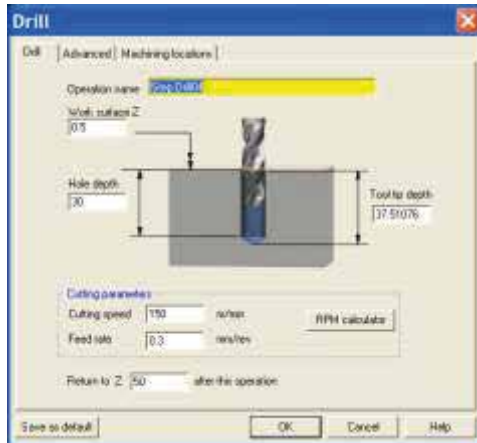 Drill
Drill Advanced Machining locations
Operation name
Work surface Z
0.5
Hole depth
30
Tool tip depth
37.51076
Cutting parameters
Cutting speed 150 m/min
RPM calculator
Feed rate 0.3 mm/rev
Return to Z 50 after this operation
Save as default OK Cancel Help